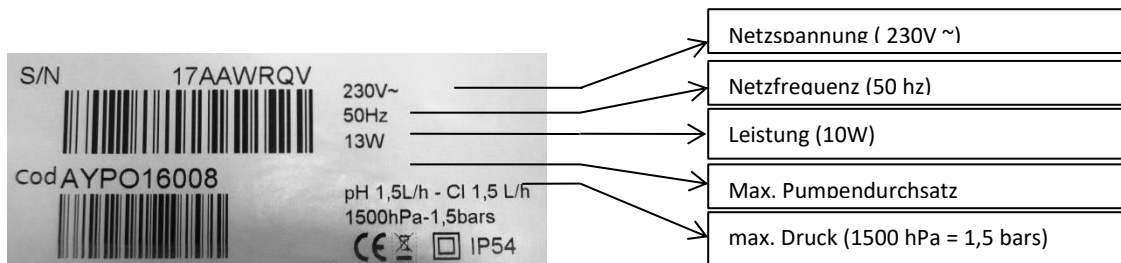 S/N 17AAWRQV
230V~
50Hz
13W
Cod AYPO16008
pH 1,5L/h - Cl 1,5 L/h
1500hPa-1,5bars
CE IP54
Netzspannung ( 230V ~)
Netzfrequenz (50 hz)
Leistung (10W)
Max. Pumpendurchsatz
max. Druck (1500 hPa = 1,5 bars)